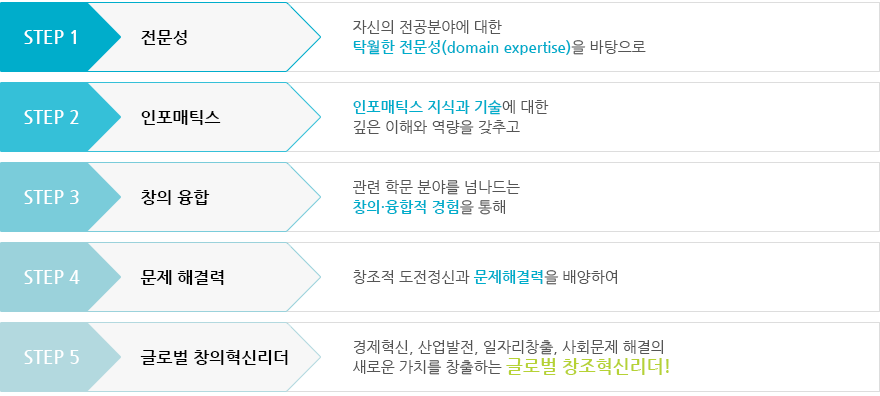 STEP 1
전문성
자신의 전공분야에 대한
탁월한 전문성(domain expertise)을 바탕으로
STEP 2
인포매틱스
인포매틱스 지식과 기술에 대한
깊은 이해와 역량을 갖추고
STEP 3
창의 융합
관련 학문 분야를 넘나드는
창의·융합적 경험을 통해
STEP 4
문제 해결력
창조적 도전정신과 문제해결력을 배양하여
STEP 5
글로벌 창의혁신리더
경제혁신, 산업발전, 일자리창출, 사회문제 해결의
새로운 가치를 창출하는 글로벌 창조혁신리더!